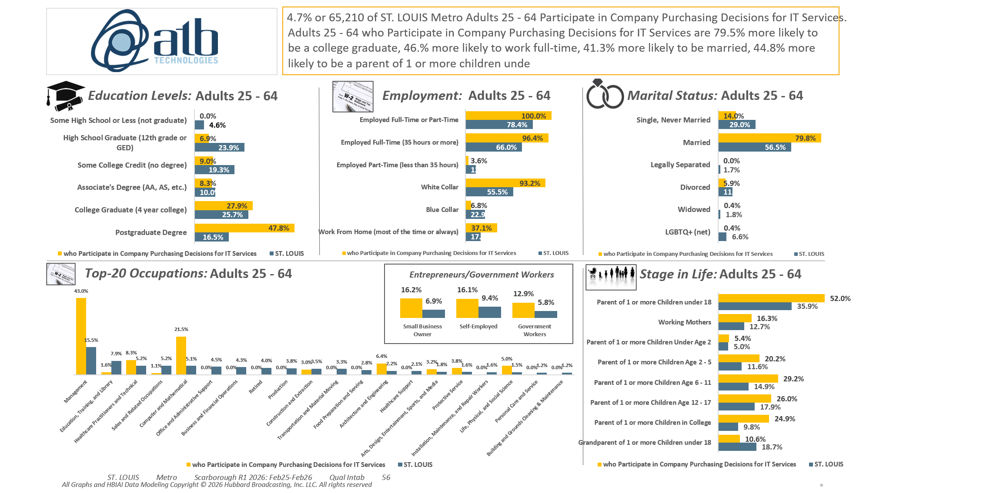 atb
TECHNOLOGIES
4.7% or 65,210 of ST. LOUIS Metro Adults 25 - 64 Participate in Company Purchasing Decisions for IT Services.
Adults 25 - 64 who Participate in Company Purchasing Decisions for IT Services are 79.5% more likely to
be a college graduate, 46.% more likely to work full-time, 41.3% more likely to be married, 44.8% more
likely to be a parent of 1 or more children unde
Education Levels: Adults 25 - 64
Some High School or Less (not graduate)
0.0%
4.6%
High School Graduate (12th grade or
GED)
6.9%
23.9%
Some College Credit (no degree)
9.0%
19.3%
Associate's Degree (AA, AS, etc.)
8.3%
10.0
College Graduate (4 year college)
27.9%
25.7%
Postgraduate Degree
47.8%
16.5%
who Participate in Company Purchasing Decisions for IT Services
ST. LOUIS
W-2 Wage and Tax
Statement
Employment: Adults 25 - 64
Employed Full-Time or Part-Time
100.0%
78.4%
Employed Full-Time (35 hours or more)
96.4%
66.0%
Employed Part-Time (less than 35 hours)
3.6%
White Collar
93.2%
55.5%
Blue Collar
6.8%
22.9
Work From Home (most of the time or always)
37.1%
17.
who Participate in Company Purchasing Decisions for IT Services
ST. LOUIS
Marital Status: Adults 25 - 64
Single, Never Married
14.0%
29.0%
Married
79.8%
56.5%
Legally Separated
0.0%
1.7%
Divorced
5.9%
11.
Widowed
0.4%
1.8%
LGBTQ+ (net)
0.4%
6.6%
who Participate in Company Purchasing Decisions for IT Services
ST. LOUIS
Top-20 Occupations: Adults 25 - 64
43.0%
15.5%
1.6%
7.9%
8.3%
5.2%
1.1%
5.2%
21.5%
5.1%
0.0%
4.5%
0.0%
4.3%
0.0%
4.0%
0.0%
3.8%
3.0%
3.5%
0.0%
3.3%
0.0%
2.8%
6.4%
2.2%
0.0%
2.1%
3.2%
1.8%
3.8%
1.6%
0.0%
1.6%
5.0%
1.5%
0.0%
1.2%
0.0%
1.2%
Management
Education, Training, and Library
Healthcare Practitioners and Technical
Sales and Related Occupations
Computer and Mathematical
Office and Administrative Support
Business and Financial Operations
Retired
Production
Construction and Extraction
Transportation and Material Moving
Food Preparation and Serving
Architecture and Engineering
Healthcare Support
Arts, Design, Entertainment, Sports, and Media
Protective Service
Installation, Maintenance, and Repair Workers
Life, Physical, and Social Science
Personal Care and Service
Building and Grounds Cleaning & Maintenance
who Participate in Company Purchasing Decisions for IT Services
ST. LOUIS
Entrepreneurs/Government Workers
16.2%
6.9%
16.1%
9.4%
12.9%
5.8%
Small Business
Owner
Self-Employed
Government
Workers
Stage in Life: Adults 25 - 64
Parent of 1 or more Children under 18
52.0%
35.9%
Working Mothers
16.3%
12.7%
Parent of 1 or more Children Under Age 2
5.4%
5.0%
Parent of 1 or more Children Age 2 - 5
20.2%
11.6%
Parent of 1 or more Children Age 6 - 11
29.2%
14.9%
Parent of 1 or more Children Age 12 - 17
26.0%
17.9%
Parent of 1 or more Children in College
24.9%
9.8%
Grandparent of 1 or more Children under 18
10.6%
18.7%
who Participate in Company Purchasing Decisions for IT Services
ST. LOUIS
ST. LOUIS Metro Scarborough R1 2026: Feb25-Feb26 Qual Intab 56
All Graphs and HBIAI Data Modeling Copyright © 2026 Hubbard Broadcasting, Inc. LLC. All rights reserved
©